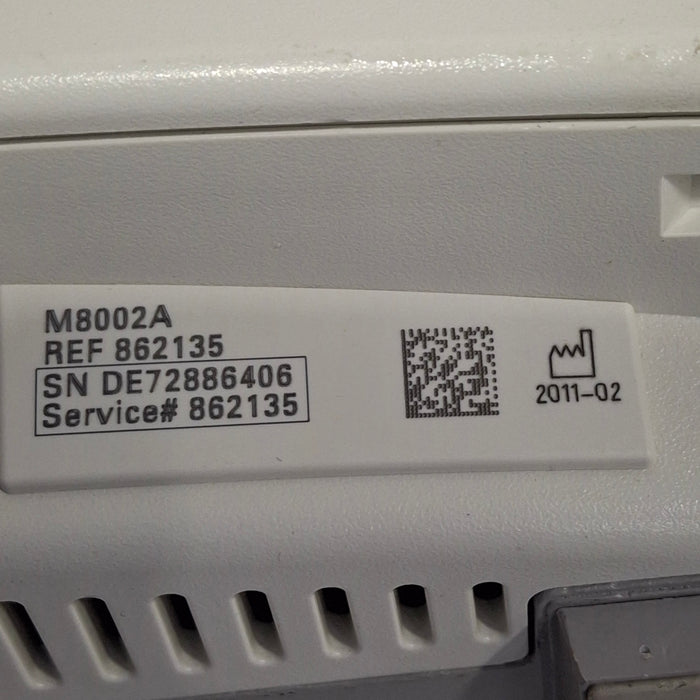 M8002A
REF 862135
SN DE72886406
Service# 862135
2011-02